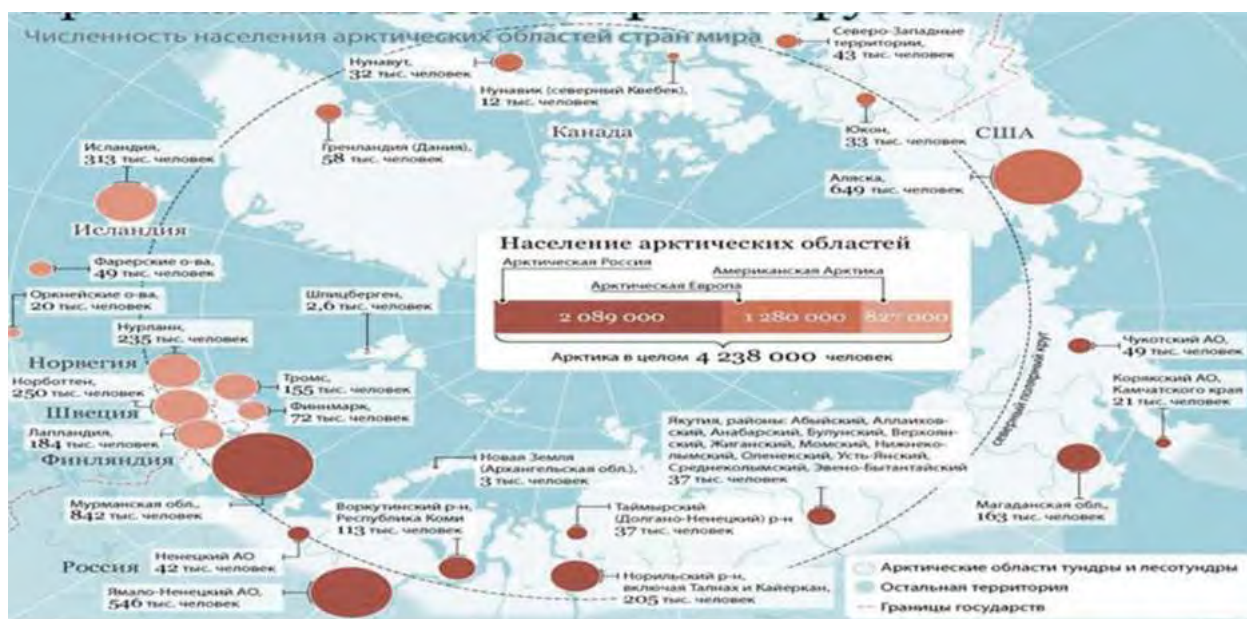 Численность населения арктических областей стран мира
Нунавут,
32 тыс. человек
Нунавик (северный Квебек),
12 тыс. человек
Северо-Западные
территории,
43 тыс. человек
Гренландия (Дания),
58 тыс. человек
Канада
Юкон,
33 тыс. человек
США
Аляска,
649 тыс. человек
Исландия,
313 тыс. человек
Исландия
Фарерские о-ва,
49 тыс. человек
Оркнейские о-ва,
20 тыс. человек
Шпицберген,
2,6 тыс. человек
Население арктических областей
Арктическая Россия
Американская Арктика
Арктическая Европа
2 089 000
1 280 000
827 000
Арктика в целом 4 238 000 человек
Нурланн,
235 тыс. человек
Норвегия
Норботтен,
250 тыс. человек
Тромс,
155 тыс. человек
Швеция
Финнмарк,
72 тыс. человек
Лапландия,
184 тыс. человек
Финляндия
северный полярный круг
Чукотский АО,
49 тыс. человек
Корякский АО,
Камчатского края
21 тыс. человек
Якутия, районы: Абыйский, Аллаихов-
ский, Анабарский, Булунский, Верхоян-
ский, Жиганский, Момский, Нижнеко-
лымский, Оленекский, Усть-Янский,
Среднеколымский, Эвено-Бытантайский
37 тыс. человек
Новая Земля
(Архангельская обл.),
3 тыс. человек
Мурманская обл.,
842 тыс. человек
Воркутинский р-н,
Республика Коми
113 тыс. человек
Таймырский
(Долгано-Ненецкий) р-н
37 тыс. человек
Магаданская обл.,
163 тыс. человек
Ненецкий АО
42 тыс. человек
Россия
Ямало-Ненецкий АО,
546 тыс. человек
Норильский р-н,
включая Талнах и Кайеркан,
205 тыс. человек
Арктические области тундры и лесотундры
Остальная территория
Границы государств